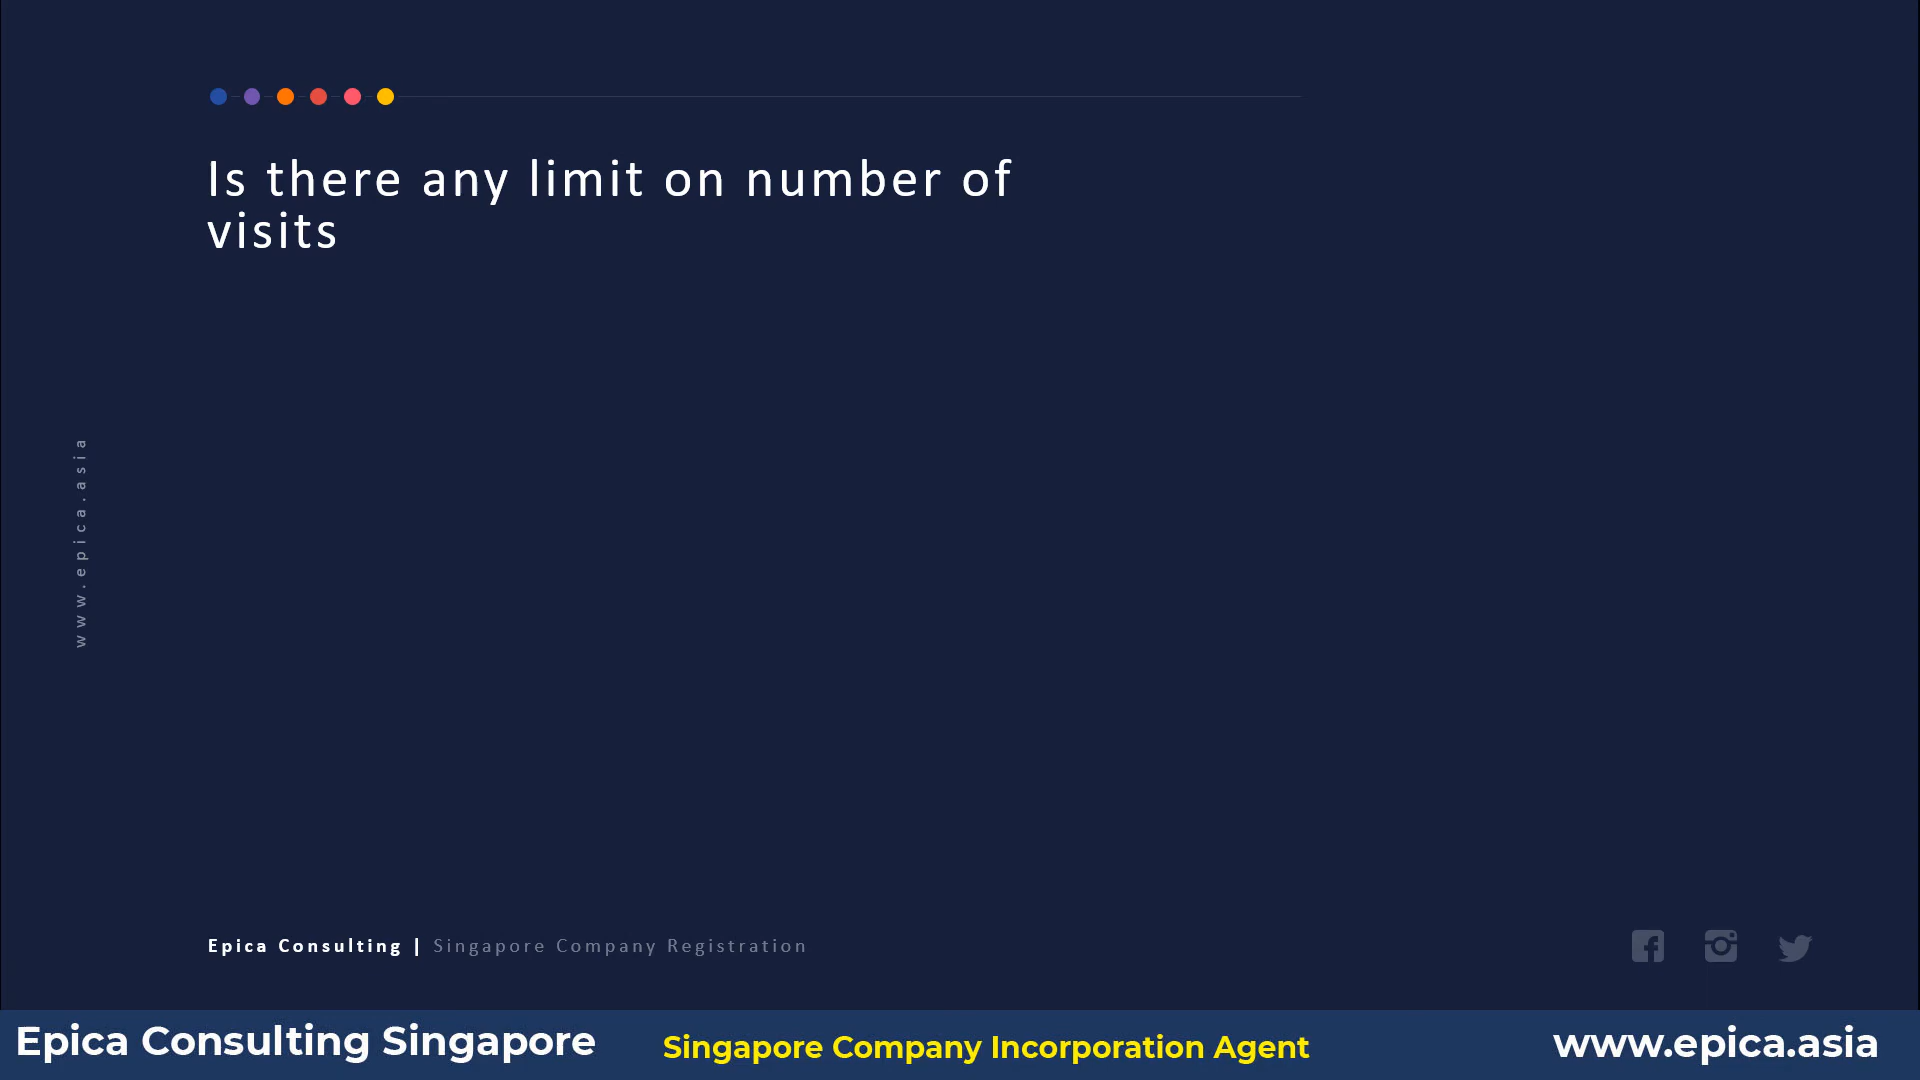 Is there any limit on number of
visits
www.epica.asia
Epica Consulting | Singapore Company Registration
Epica Consulting Singapore
Singapore Company Incorporation Agent
www.epica.asia